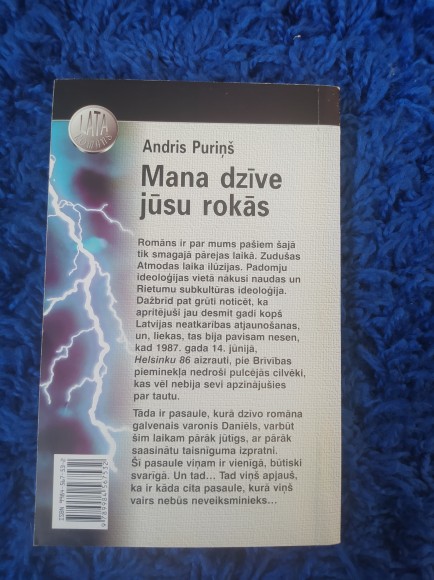 LATA
Andris Puriņš
Mana dzīve
jūsu rokās
Romāns ir par mums pašiem šajā
tik smagajā pārejas laikā. Zudušas
Atmodas laika ilūzijas. Padomju
ideoloģijas vietā nākusi naudas un
Rietumu subkultūras ideoloģija.
Dažbrīd pat grūti noticēt, ka
apritējuši jau desmit gadi kopš
Latvijas neatkarības atjaunošanas,
un, liekas, tas bija pavisam nesen,
kad 1987. gada 14. jūnijā,
Helsinku 86 aizrauti, pie Brīvības
pieminekļa nedroši pulcējās cilvēki,
kas vēl nebija sevi apzinājušies
par tautu.
Tāda ir pasaule, kurā dzīvo romāna
galvenais varonis Daniēls, varbūt
šim laikam pārāk jūtīgs, ar pārāk
saasinātu taisnīguma izpratni.
Šī pasaule viņam ir vienīgā, būtiski
svarīgā. Un tad... Tad viņš apjauš,
ka ir kāda cita pasaule, kurā viņš
vairs nebūs neveiksminieks...